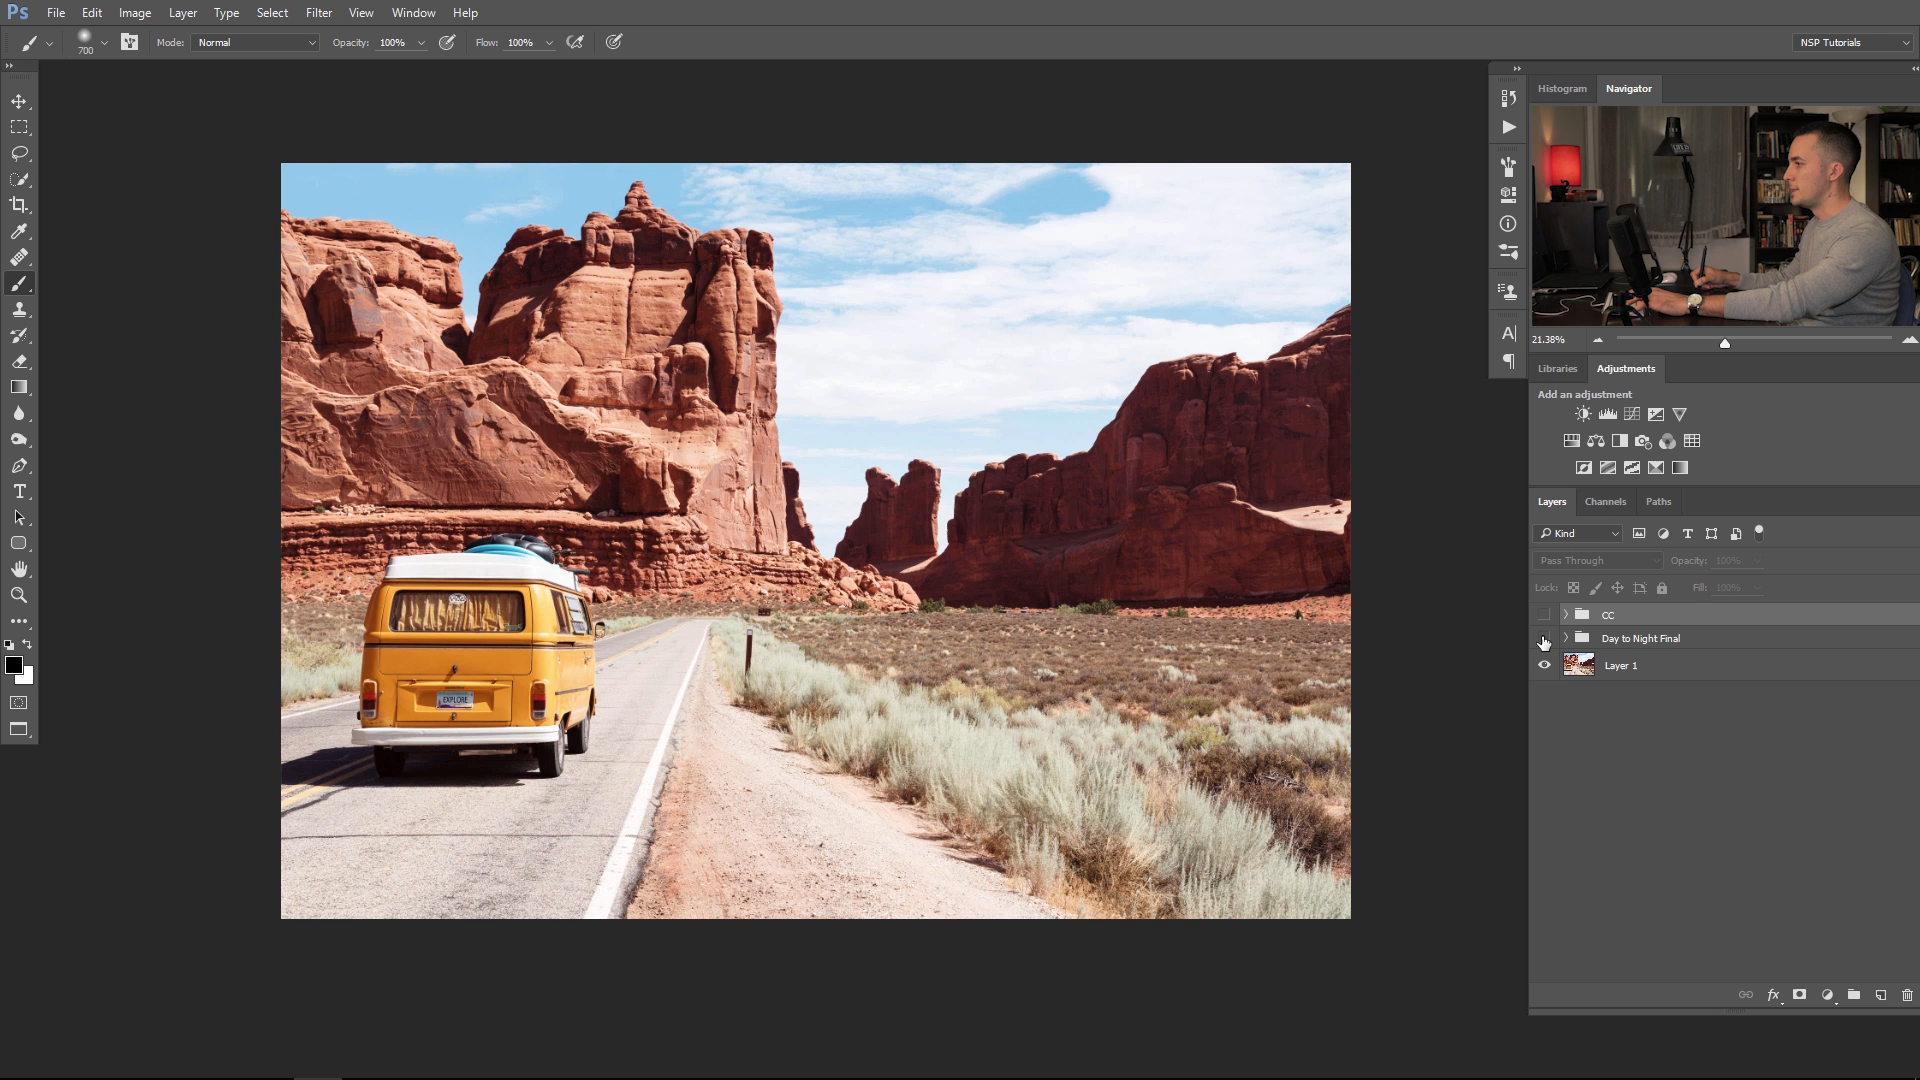 Ps File Edit Image Layer Type Select Filter View Window Help
700 Mode: Normal Opacity: 100% Flow: 100% NSP Tutorials
Histogram Navigator
21.38%
Libraries Adjustments
Add an adjustment
Layers Channels Paths
Kind
Pass Through Opacity: 100%
Lock: Fill: 100%
CC
Day to Night Final
Layer 1
EXPLORE